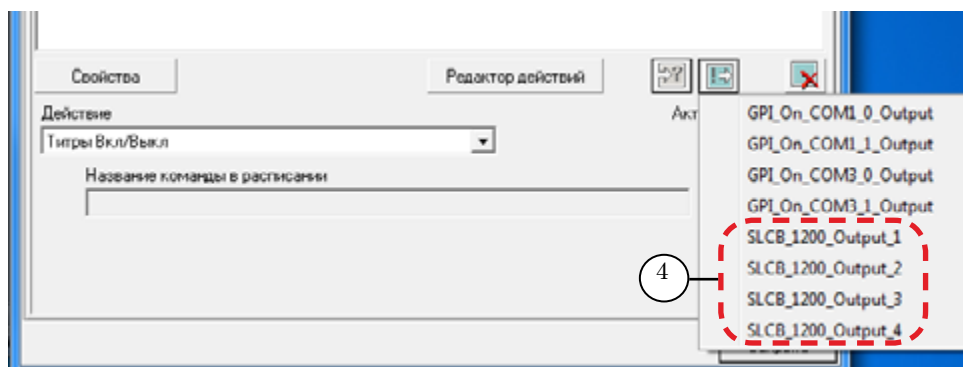 Свойства
Редактор действий
Действие
Акт
Титры Вкл/Выкл
Название команды в расписании
GPI_On_COM1_0_Output
GPI_On_COM1_1_Output
GPI_On_COM3_0_Output
GPI_On_COM3_1_Output
SLCB_1200_Output_1
SLCB_1200_Output_2
SLCB_1200_Output_3
SLCB_1200_Output_4
4